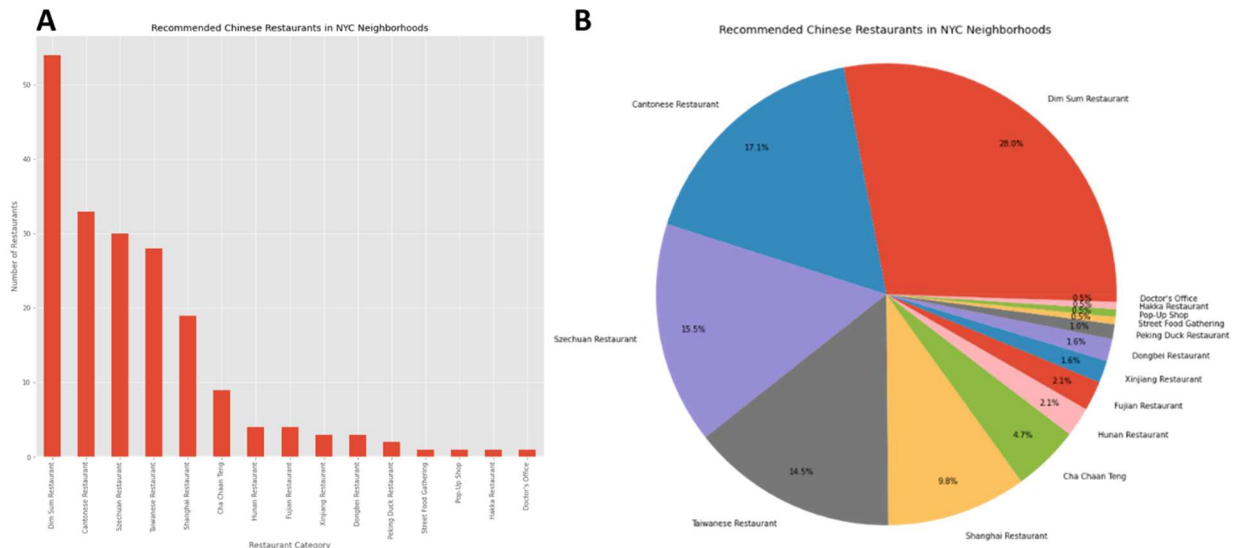 A
Recommended Chinese Restaurants in NYC Neighborhoods
Number of Restaurants
50
40
30
20
10
0
Dim Sum Restaurant
Cantonese Restaurant
Szechuan Restaurant
Taiwanese Restaurant
Shanghai Restaurant
Cha Chaan Teng
Hunan Restaurant
Fujian Restaurant
Xinjiang Restaurant
Dongbei Restaurant
Peking Duck Restaurant
Street Food Gathering
Pop-Up Shop
Hakka Restaurant
Doctor's Office
Restaurant Category
B
Recommended Chinese Restaurants in NYC Neighborhoods
Dim Sum Restaurant
28.0%
Cantonese Restaurant
17.1%
Szechuan Restaurant
15.5%
Taiwanese Restaurant
14.5%
Shanghai Restaurant
9.8%
Cha Chaan Teng
4.7%
Hunan Restaurant
2.1%
Fujian Restaurant
2.1%
Xinjiang Restaurant
1.6%
Dongbei Restaurant
1.6%
Peking Duck Restaurant
1.0%
Street Food Gathering
0.5%
Pop-Up Shop
0.5%
Hakka Restaurant
0.5%
Doctor's Office
0.5%